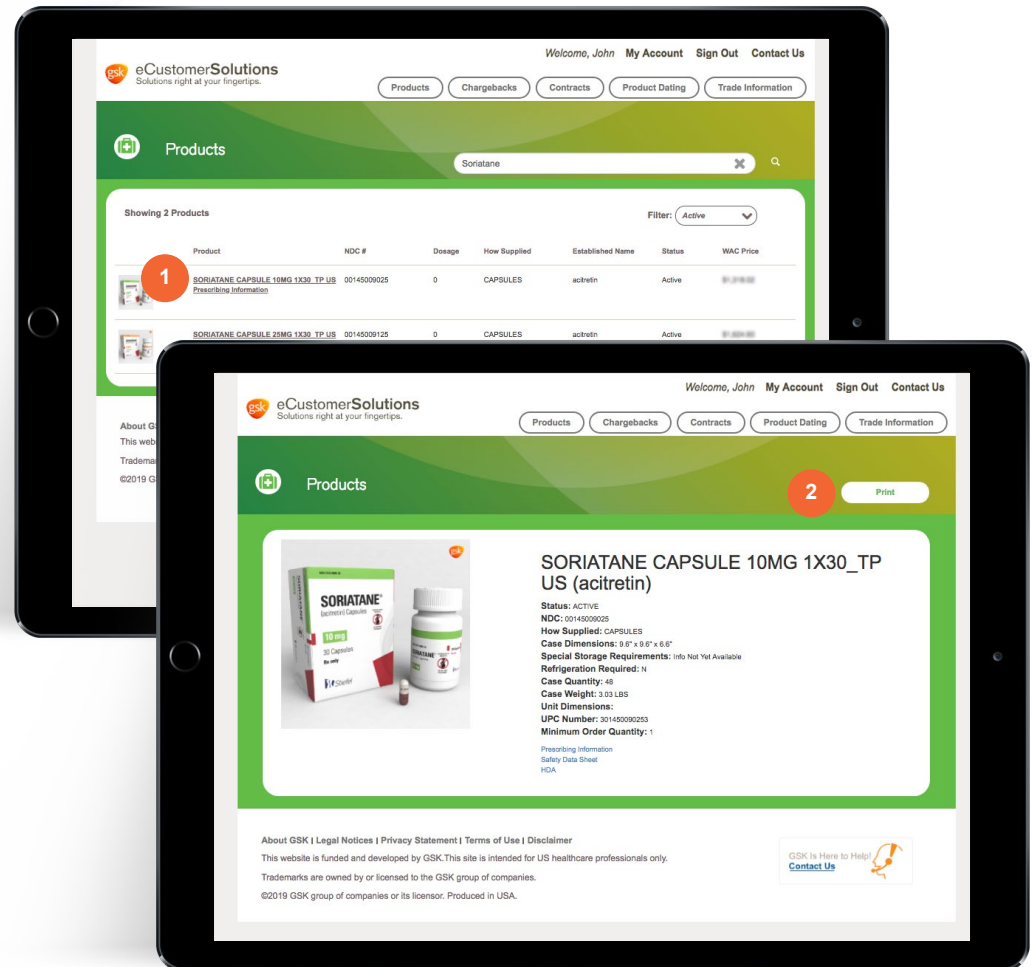 Welcome, John My Account Sign Out Contact Us
gsk eCustomerSolutions
Solutions right at your fingertips.
Products Chargebacks Contracts Product Dating Trade Information
Products
Soriatane
Showing 2 Products
Filter: Active
Product NDC # Dosage How Supplied Established Name Status WAC Price
1
SORIATANE CAPSULE 10MG 1X30_TP US 00145009025 0 CAPSULES acitretin Active
Prescribing Information
SORIATANE CAPSULE 25MG 1X30_TP US 00145009125 0 CAPSULES acitretin Active
About
This
©2019
Welcome, John My Account Sign Out Contact Us
gsk eCustomerSolutions
Solutions right at your fingertips.
Products Chargebacks Contracts Product Dating Trade Information
Products
2
Print
gsk
SORIATANE
(acitretin) Capsules
10 mg
30 Capsules
Rx only
Stiefel
SORIATANE CAPSULE 10MG 1X30_TP
US (acitretin)
Status: ACTIVE
NDC: 00145009025
How Supplied: CAPSULES
Case Dimensions: 9.6" x 9.6" x 6.6"
Special Storage Requirements: Info Not Yet Available
Refrigeration Required: N
Case Quantity: 48
Case Weight: 3.03 LBS
Unit Dimensions:
UPC Number: 301450090253
Minimum Order Quantity: 1
Prescribing Information
Safety Data Sheet
HDA
About GSK | Legal Notices | Privacy Statement | Terms of Use | Disclaimer
This website is funded and developed by GSK.This site is intended for US healthcare professionals only.
Trademarks are owned by or licensed to the GSK group of companies.
©2019 GSK group of companies or its licensor. Produced in USA.
GSK Is Here to Help!
Contact Us